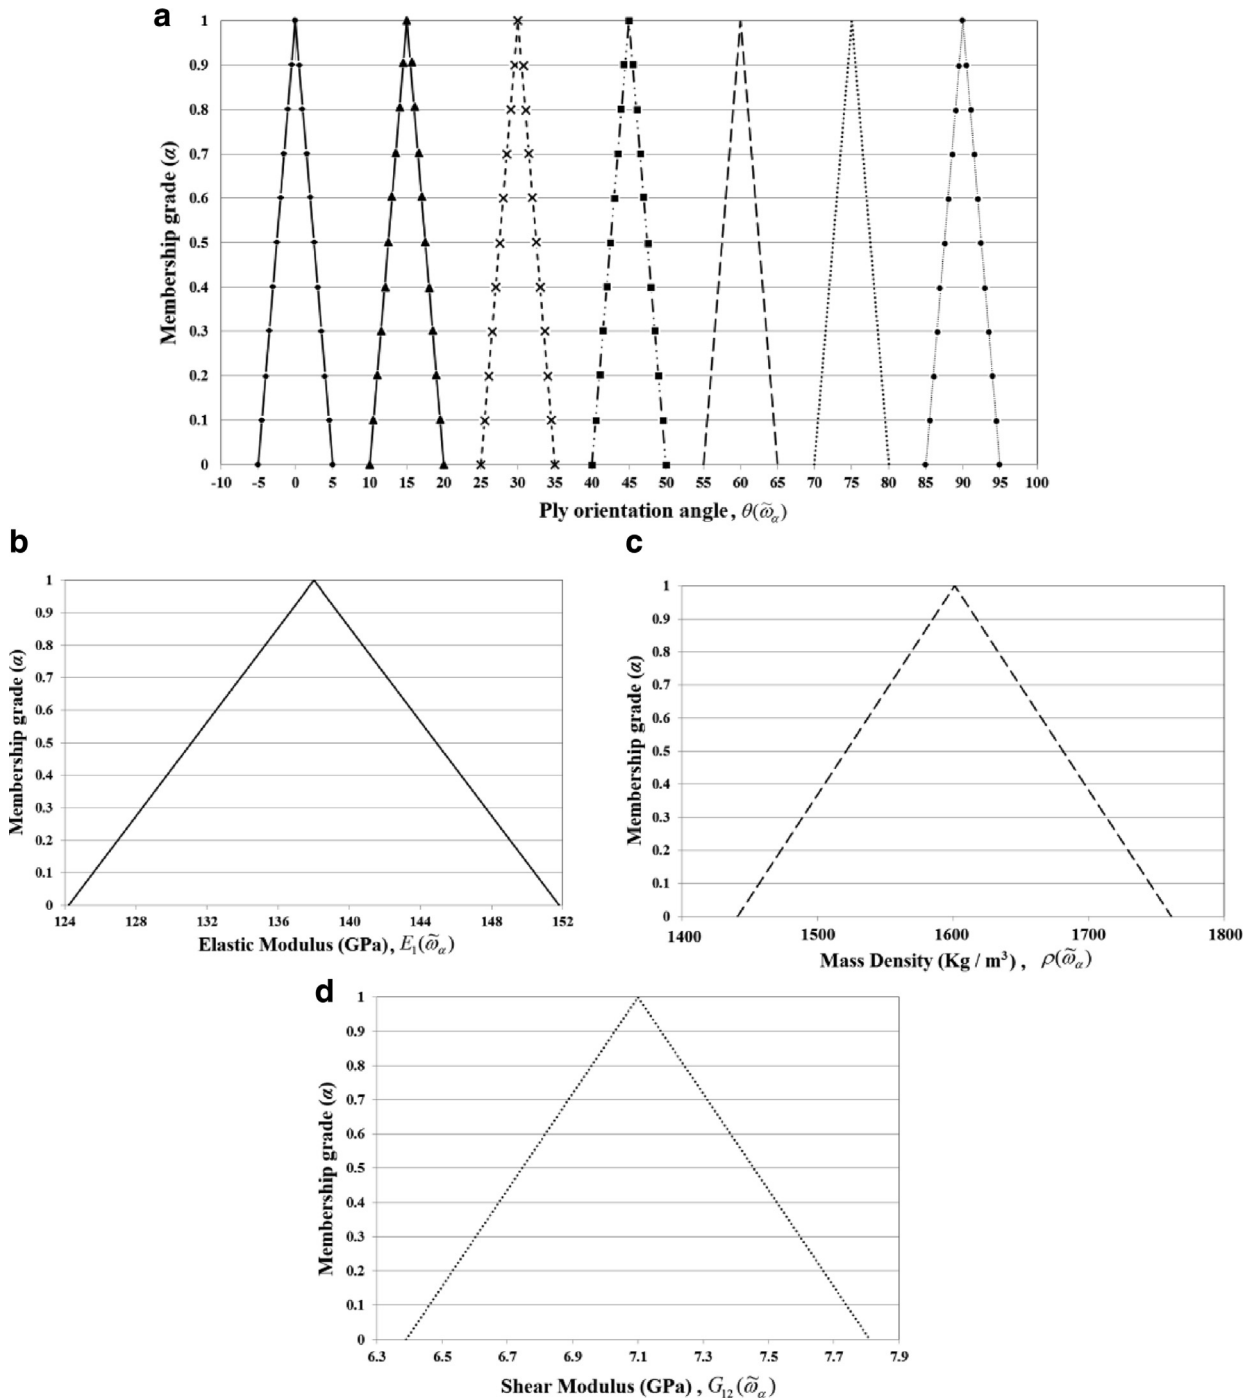 a
1
0.9
0.8
0.7
0.6
0.5
0.4
0.3
0.2
0.1
0
Membership grade (α)
-10 -5 0 5 10 15 20 25 30 35 40 45 50 55 60 65 70 75 80 85 90 95 100
Ply orientation angle , θ(ω̃α)
b
1
0.9
0.8
0.7
0.6
0.5
0.4
0.3
0.2
0.1
0
Membership grade (α)
124 128 132 136 140 144 148 152
Elastic Modulus (GPa), E1(ω̃α)
c
1
0.9
0.8
0.7
0.6
0.5
0.4
0.3
0.2
0.1
0
Membership grade (α)
1400 1500 1600 1700 1800
Mass Density (Kg / m³) , ρ(ω̃α)
d
1
0.9
0.8
0.7
0.6
0.5
0.4
0.3
0.2
0.1
0
Membership grade (α)
6.3 6.5 6.7 6.9 7.1 7.3 7.5 7.7 7.9
Shear Modulus (GPa) , G12(ω̃α)